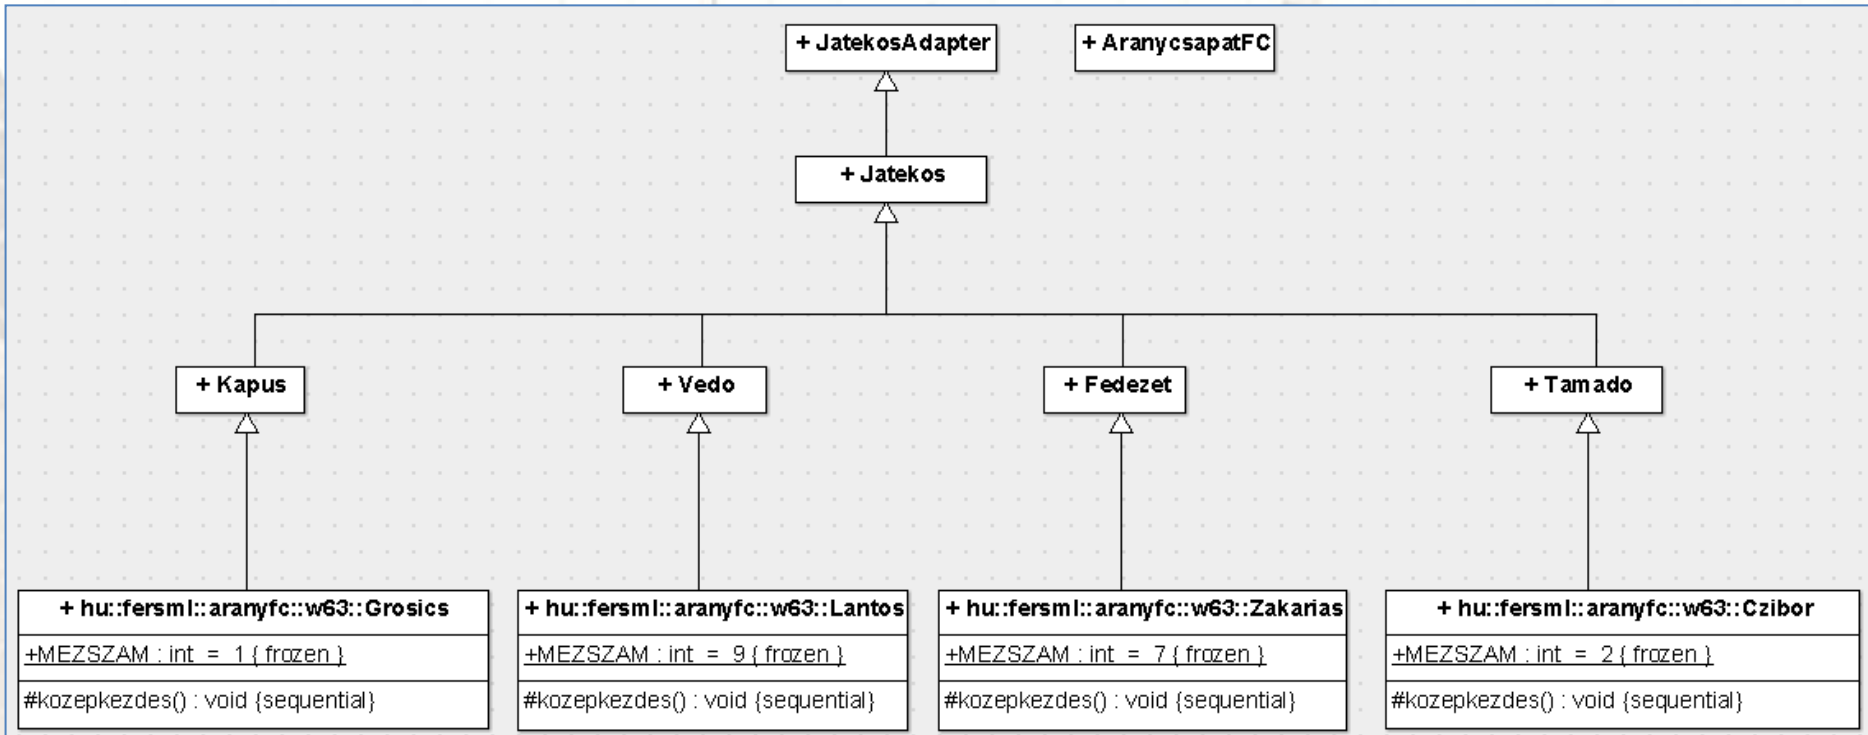 + JatekosAdapter
+ AranycsapatFC
+ Jatekos
+ Kapus
+ Vedo
+ Fedezet
+ Tamado
+ hu::fersml::aranyfc::w63::Grosics
+MEZSZAM : int = 1 { frozen }
#kozepkezdes() : void {sequential}
+ hu::fersml::aranyfc::w63::Lantos
+MEZSZAM : int = 9 { frozen }
#kozepkezdes() : void {sequential}
+ hu::fersml::aranyfc::w63::Zakarias
+MEZSZAM : int = 7 { frozen }
#kozepkezdes() : void {sequential}
+ hu::fersml::aranyfc::w63::Czibor
+MEZSZAM : int = 2 { frozen }
#kozepkezdes() : void {sequential}